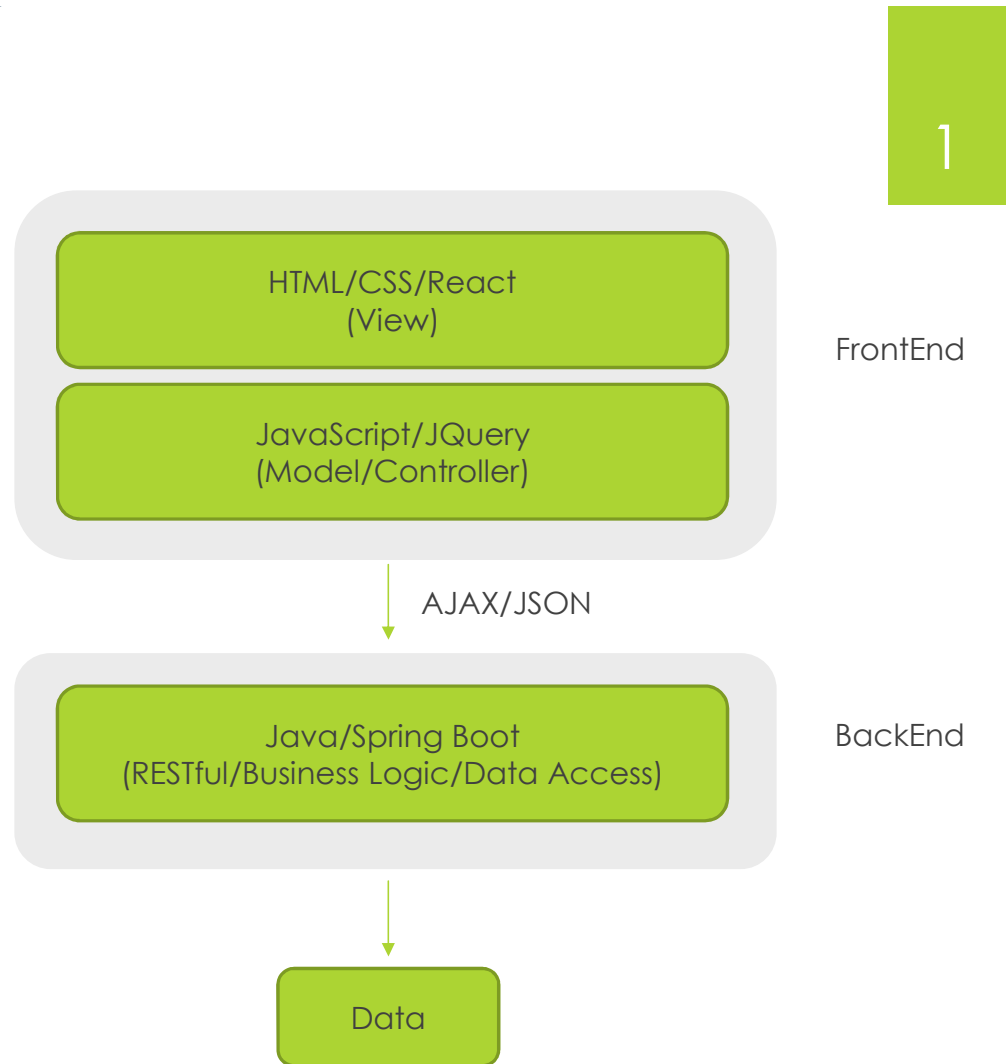 1
HTML/CSS/React
(View)
FrontEnd
JavaScript/JQuery
(Model/Controller)
AJAX/JSON
Java/Spring Boot
(RESTful/Business Logic/Data Access)
BackEnd
Data